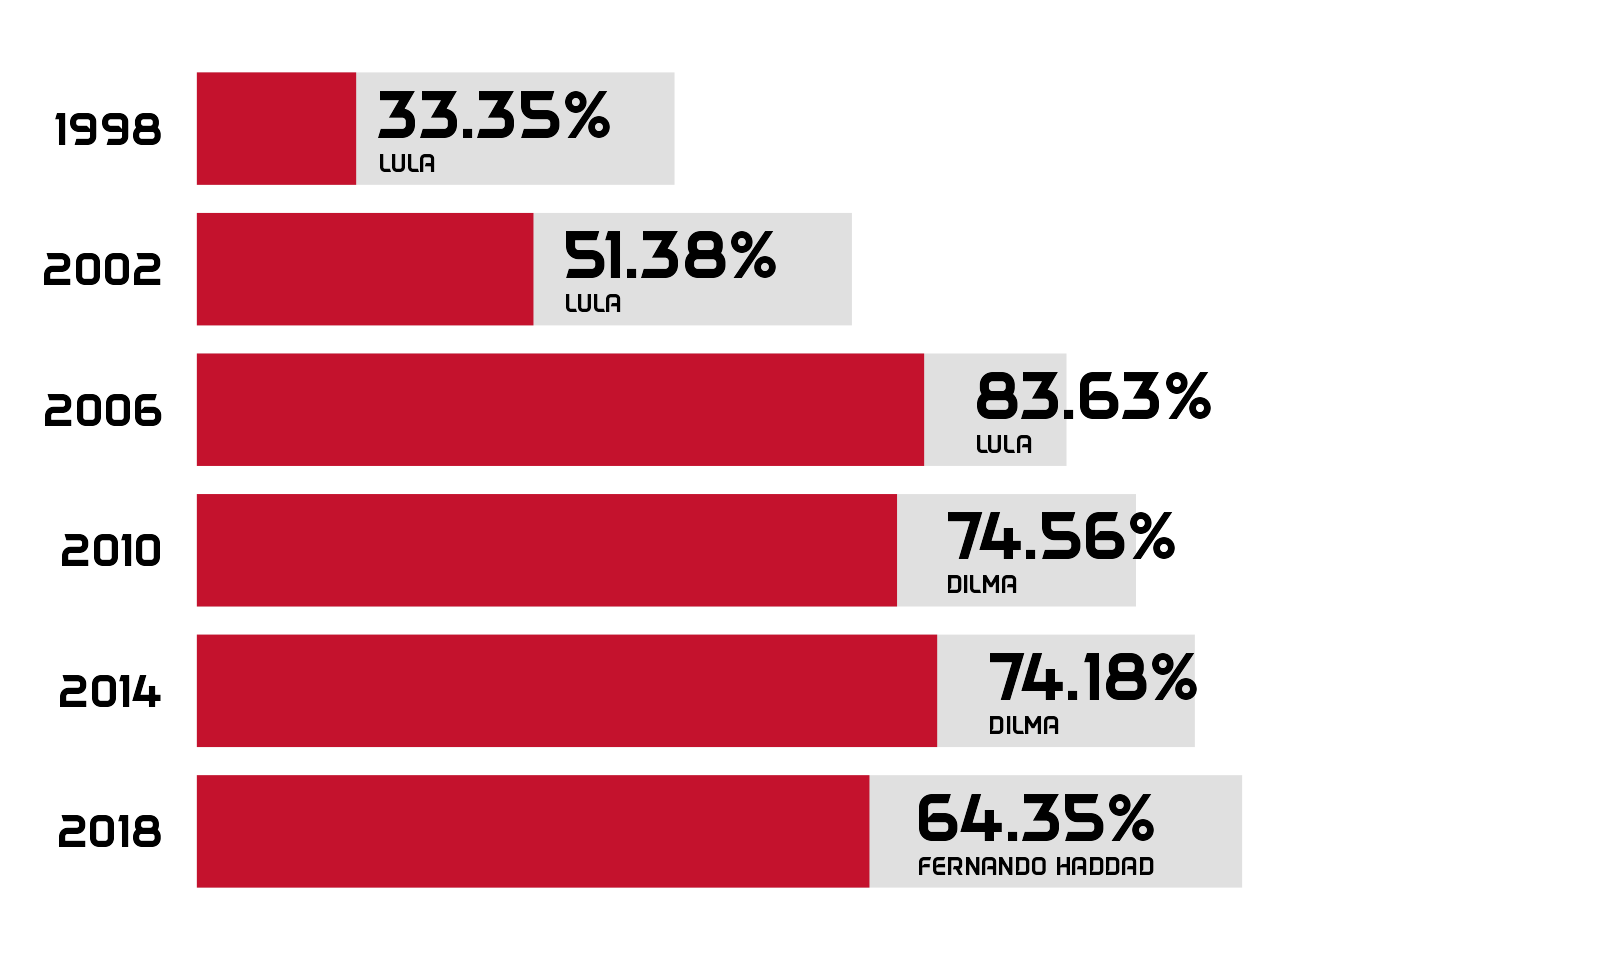 1998
33.35%
LULA
2002
51.38%
LULA
2006
83.63%
LULA
2010
74.56%
DILMA
2014
74.18%
DILMA
2018
64.35%
FERNANDO HADDAD